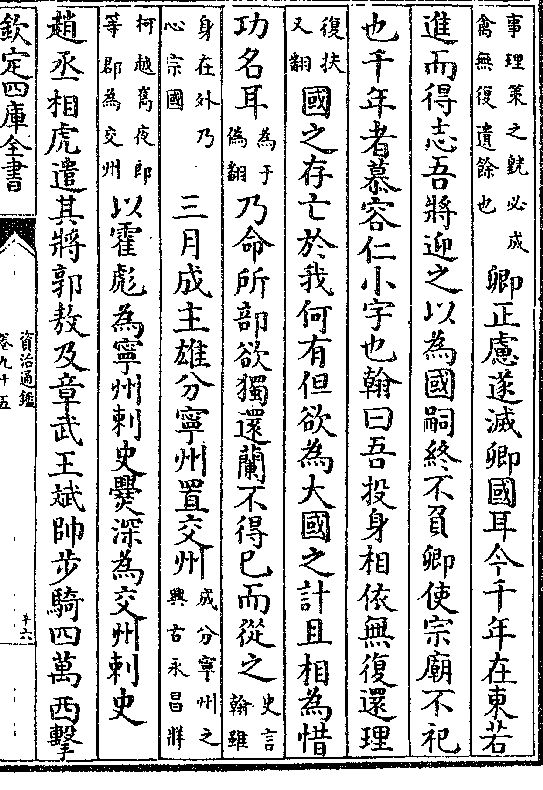 事理策之就必成禽無復遺餘也卿正慮遂滅卿國耳今千年在東若
進而得志吾將迎之以為國嗣終不負卿使宗廟不祀
也千年者慕容仁小字也翰曰吾投身相依無復還理
復扶又翻國之存亡於我何有但欲為大國之計且相為惜
功名耳為于偽翻乃命所部欲獨還蘭不得已而從之史言翰雖
身在外乃心宗國三月成主雄分寧州置交州成分寧州之興古永昌牂
柯越巂夜郎等郡為交州以霍彪為寧州刺史爨深為交州刺史
趙丞相虎遣其將郭敖及章武王斌帥步騎四萬西擊
欽定四庫全書
資治通鑑
卷九十五
十六